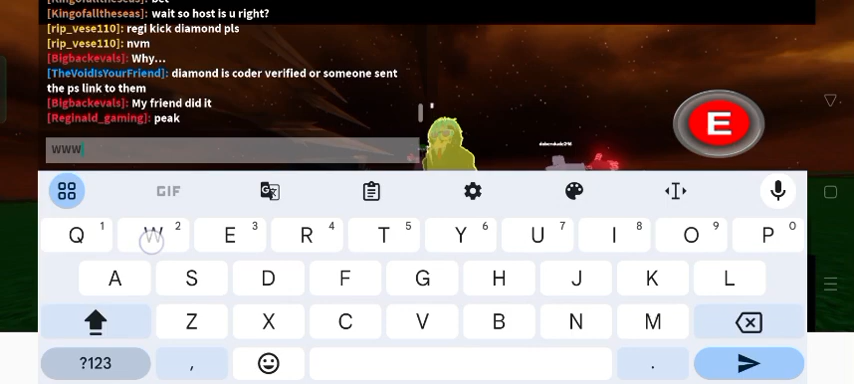 [Kingofalltheseas]: bet
[Kingofalltheseas]: wait so host is u right?
[rip_vese110]: regi kick diamond pls
[rip_vese110]: nvm
[Bigbackevals]: Why...
[TheVoidIsYourFriend]: diamond is coder verified or someone sent
the ps link to them
[Bigbackevals]: My friend did it
[Reginald_gaming]: peak
E
www
GIF
Q 1 W 2 E 3 R 4 T 5 Y 6 U 7 I 8 O 9 P 0
A S D F G H J K L
Z X C V B N M
?123 , .